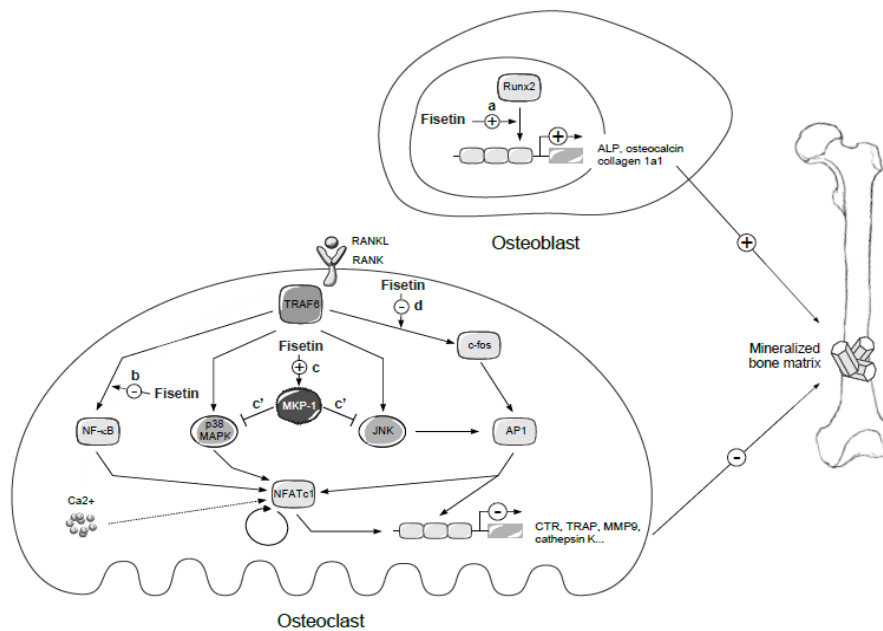 Runx2
a
Fisetin
+
+
ALP, osteocalcin
collagen 1a1
Osteoblast
+
RANKL
RANK
TRAF6
Fisetin
- d
c-fos
Fisetin
+ c
b
- Fisetin
MKP-1
c'
c'
NF-κB
p38
MAPK
JNK
AP1
Mineralized
bone matrix
-
Ca2+
NFATc1
-
CTR, TRAP, MMP9,
cathepsin K...
Osteoclast